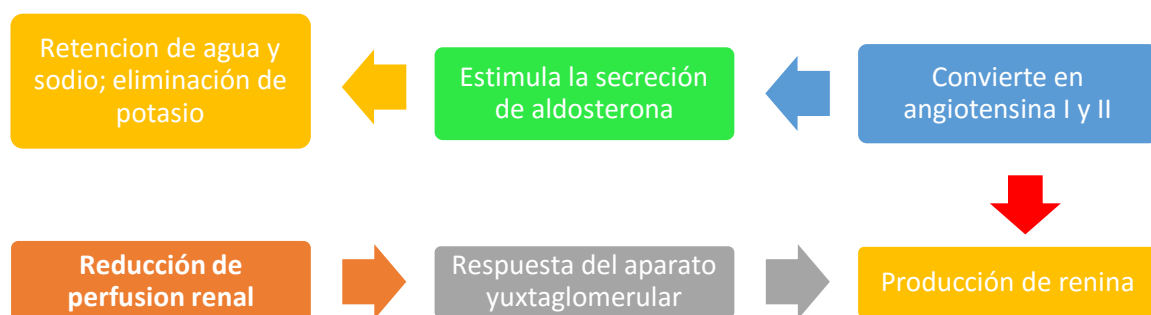 Retencion de agua y
sodio; eliminación de
potasio
Estimula la secreción
de aldosterona
Convierte en
angiotensina I y II
Reducción de
perfusion renal
Respuesta del aparato
yuxtaglomerular
Producción de renina